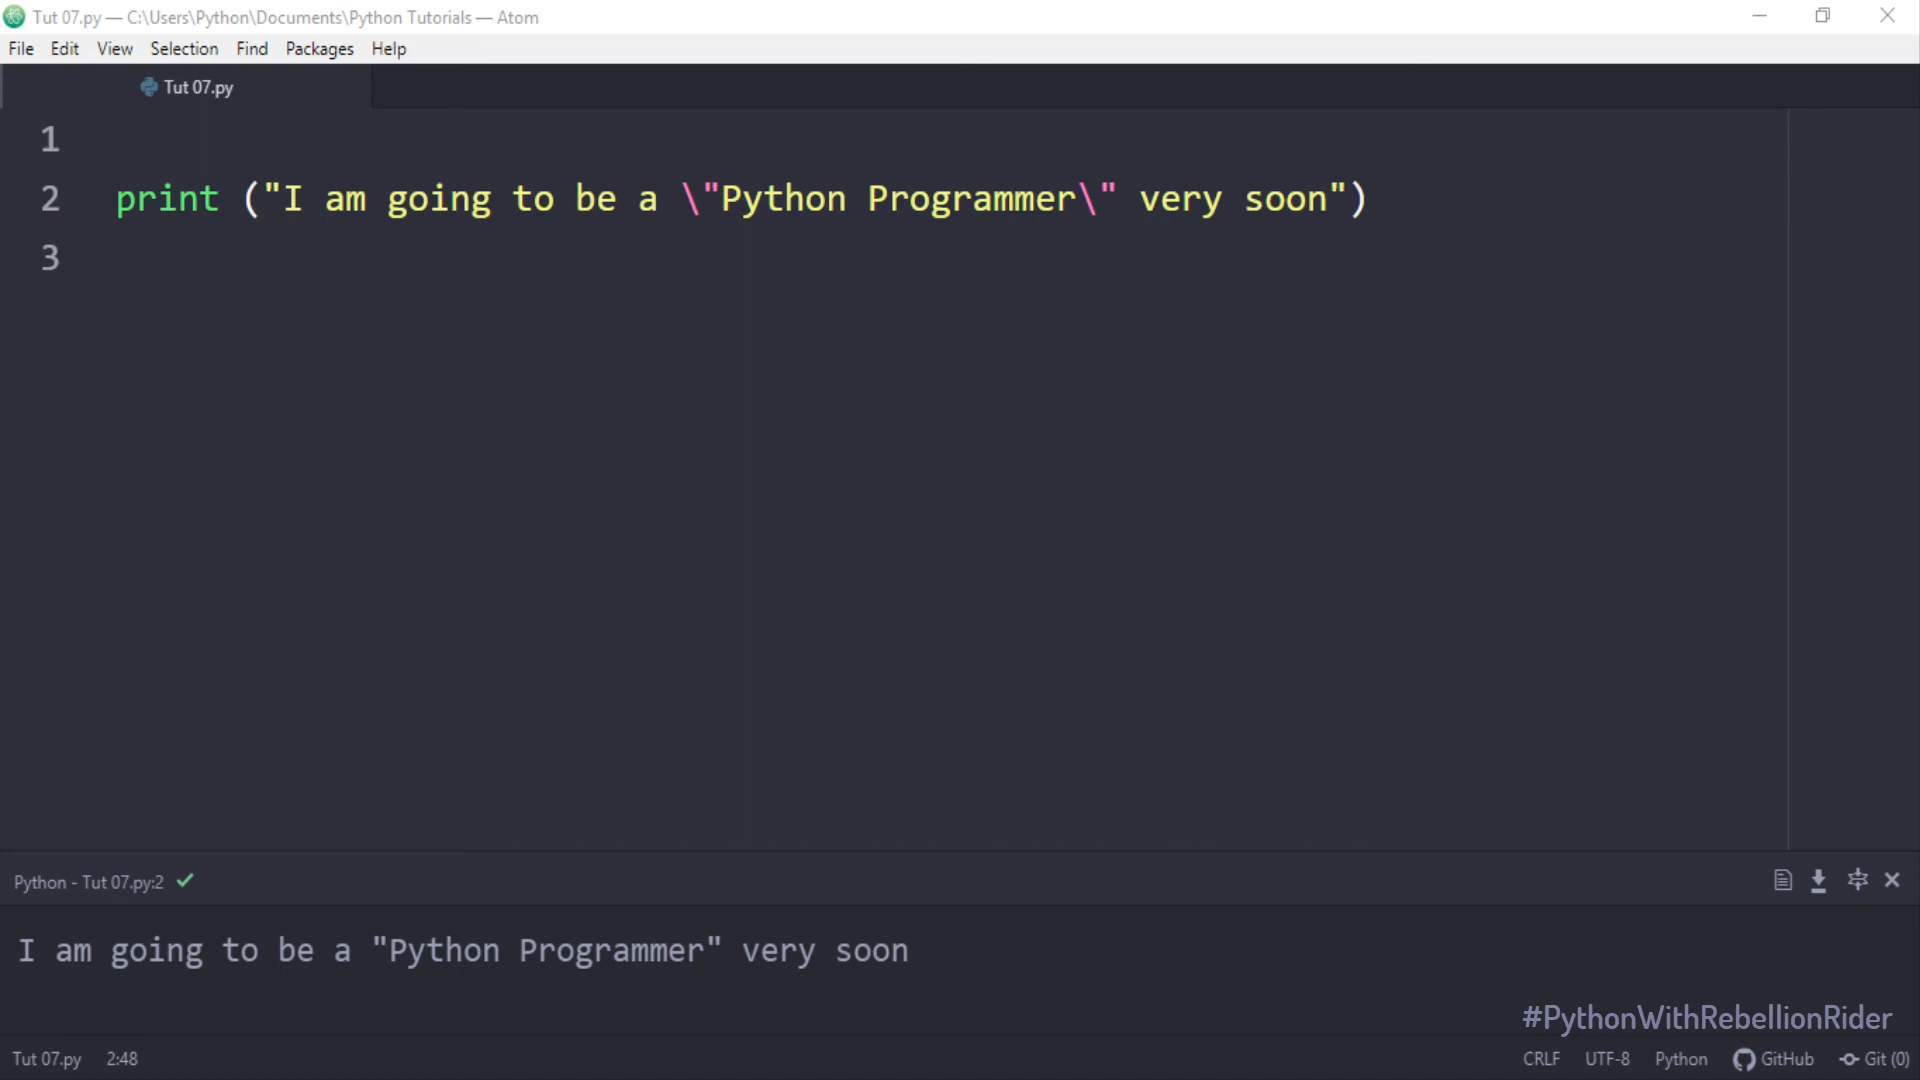 Tut 07.py — C:\Users\Python\Documents\Python Tutorials — Atom
File Edit View Selection Find Packages Help
Tut 07.py
1
2 print ("I am going to be a \"Python Programmer\" very soon")
3
Python - Tut 07.py:2
I am going to be a "Python Programmer" very soon
#PythonWithRebellionRider
Tut 07.py 2:48 CRLF UTF-8 Python GitHub Git (0)